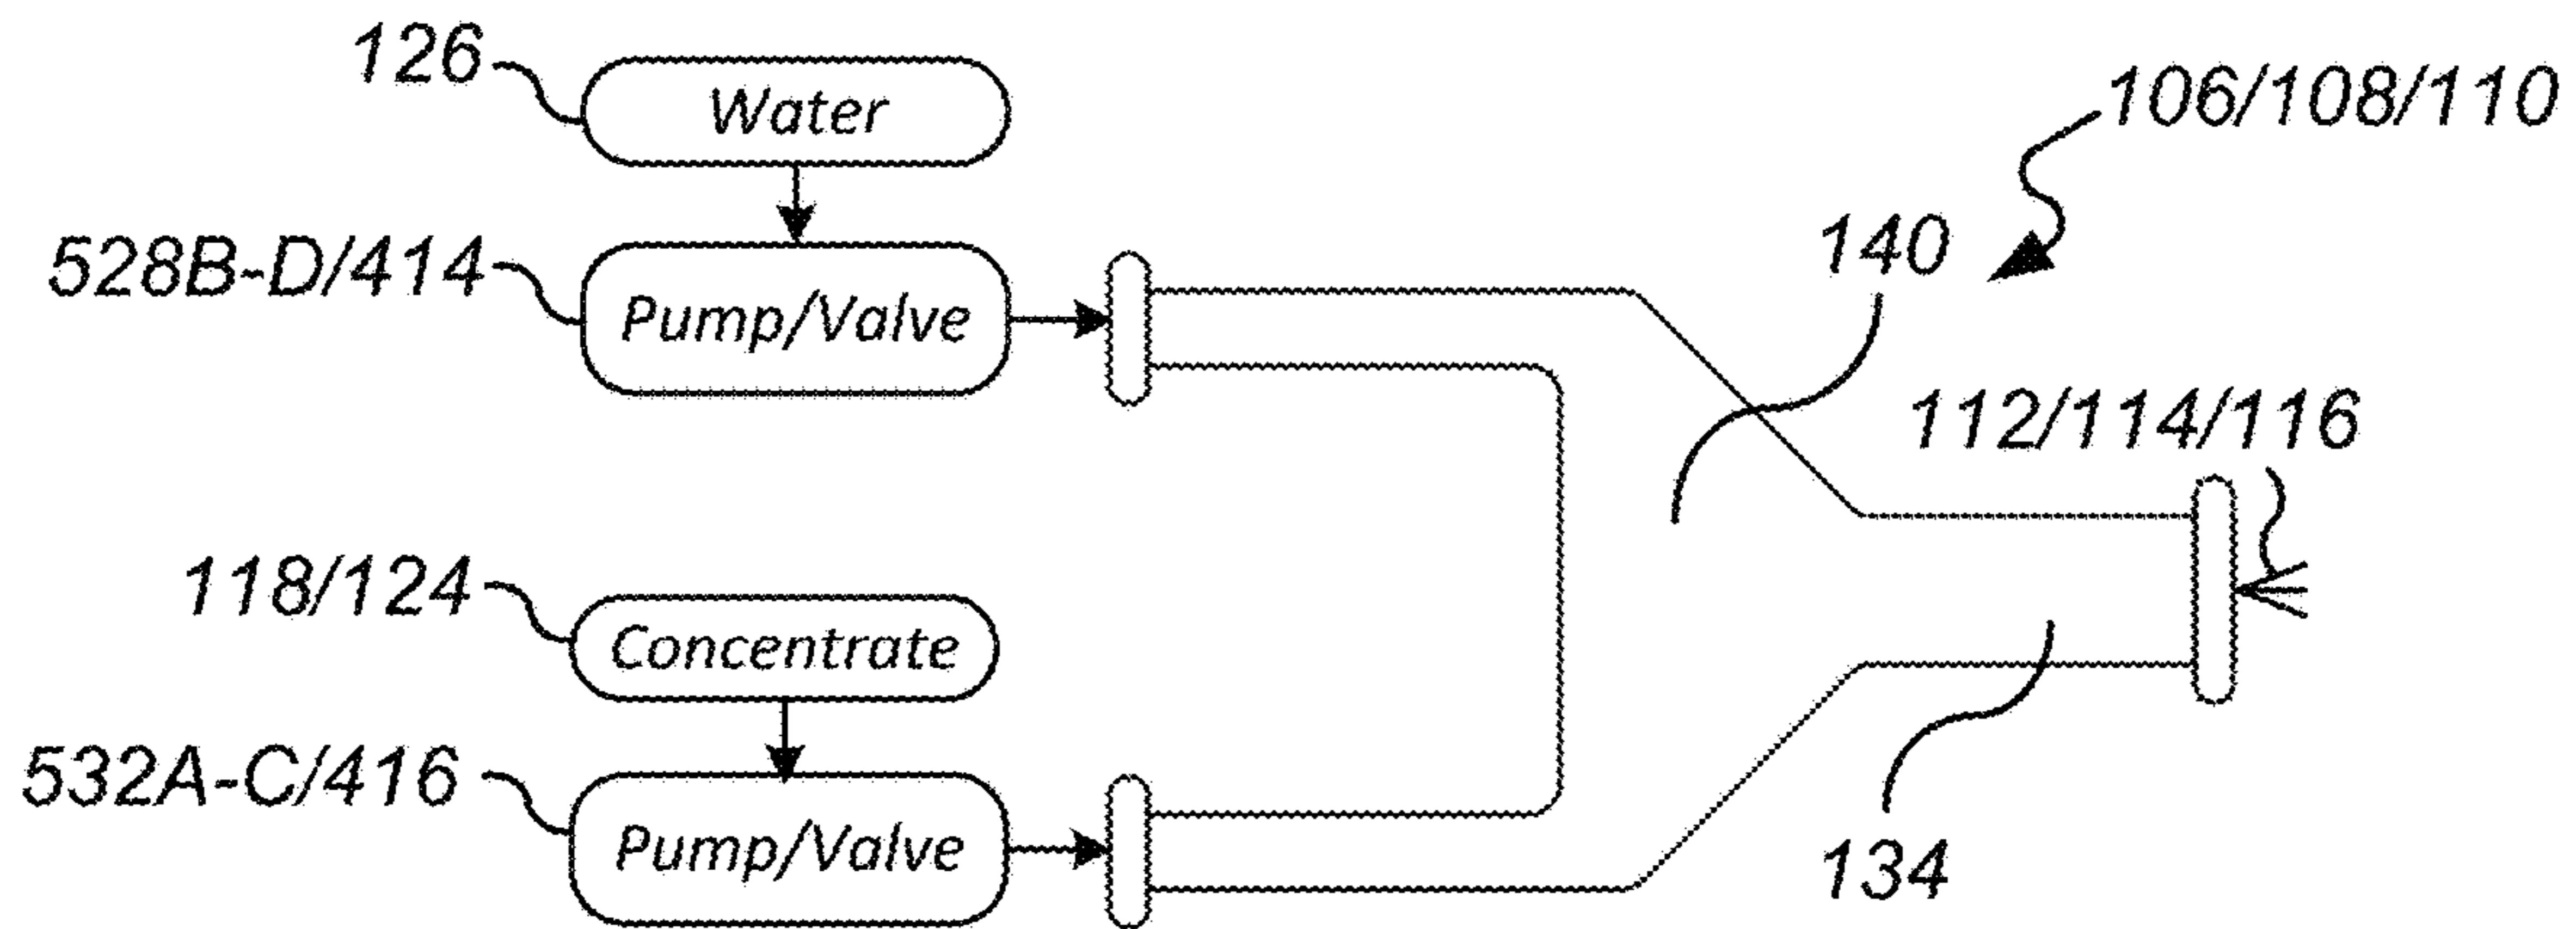 126
Water
106/108/110
528B-D/414
Pump/Valve
140
112/114/116
118/124
Concentrate
532A-C/416
Pump/Valve
134